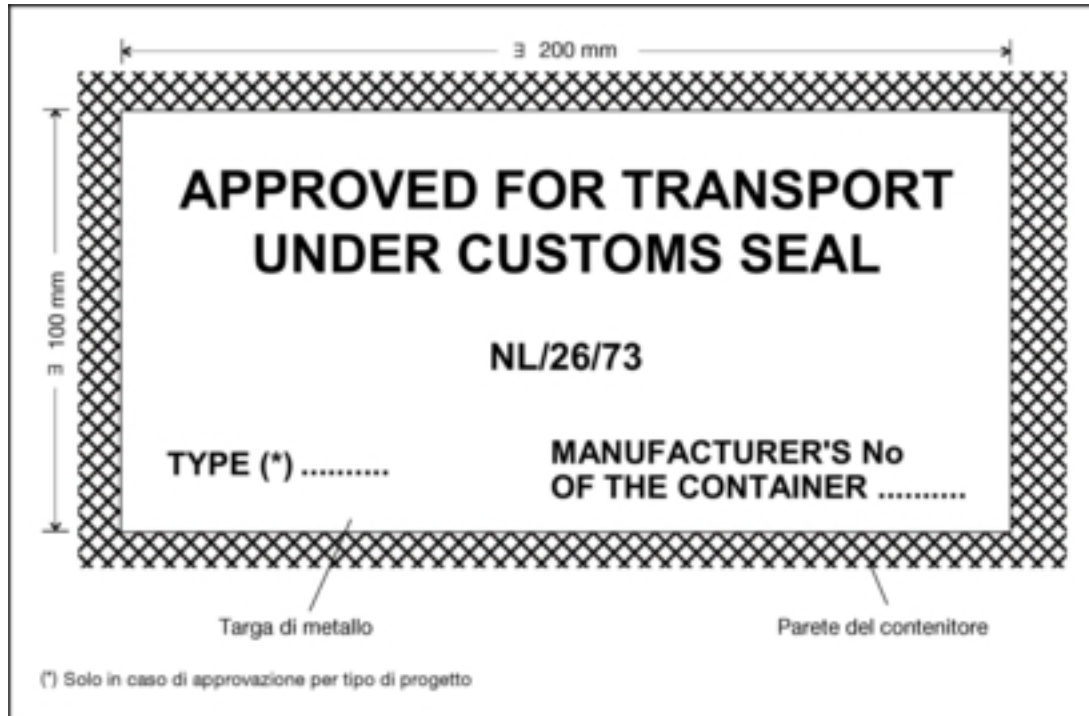 ∃ 200 mm
APPROVED FOR TRANSPORT
UNDER CUSTOMS SEAL
∃ 100 mm
NL/26/73
TYPE (*) ..........
MANUFACTURER'S No
OF THE CONTAINER ..........
Targa di metallo
Parete del contenitore
(*) Solo in caso di approvazione per tipo di progetto